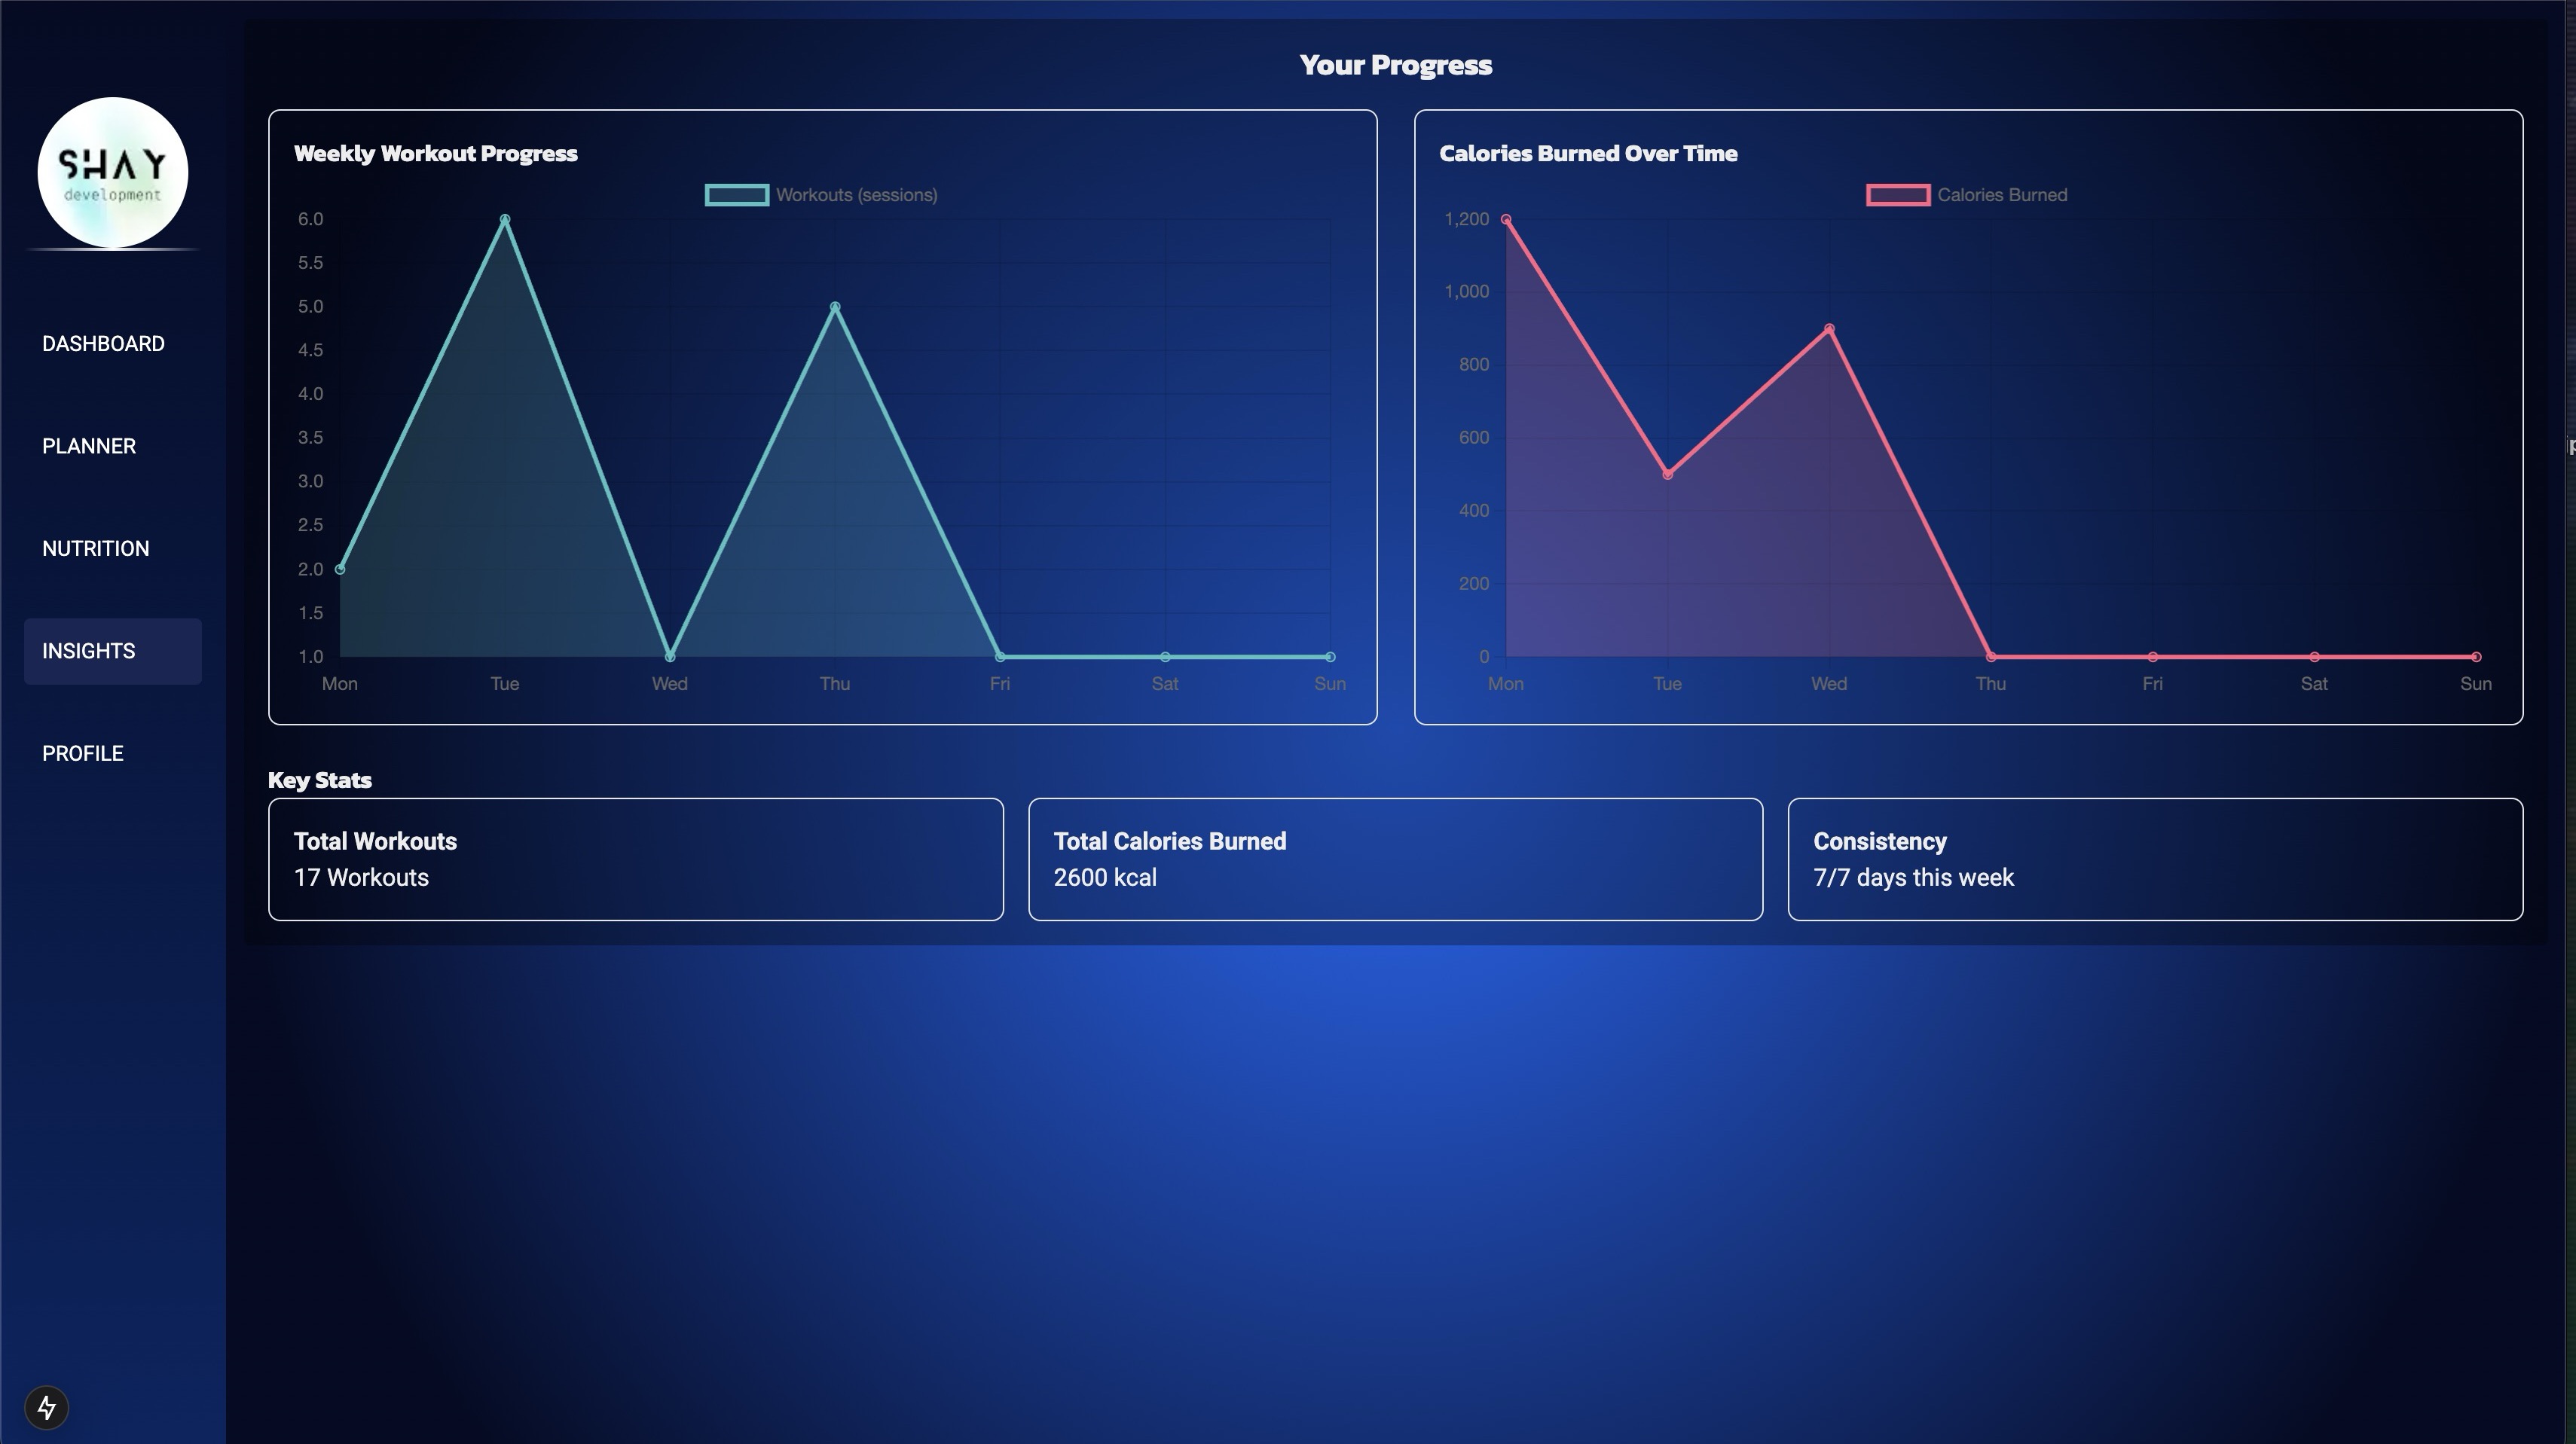 SHAY
development
DASHBOARD
PLANNER
NUTRITION
INSIGHTS
PROFILE
Your Progress
Weekly Workout Progress
Workouts (sessions)
6.0
5.5
5.0
4.5
4.0
3.5
3.0
2.5
2.0
1.5
1.0
Mon Tue Wed Thu Fri Sat Sun
Calories Burned Over Time
Calories Burned
1,200
1,000
800
600
400
200
0
Mon Tue Wed Thu Fri Sat Sun
Key Stats
Total Workouts
17 Workouts
Total Calories Burned
2600 kcal
Consistency
7/7 days this week